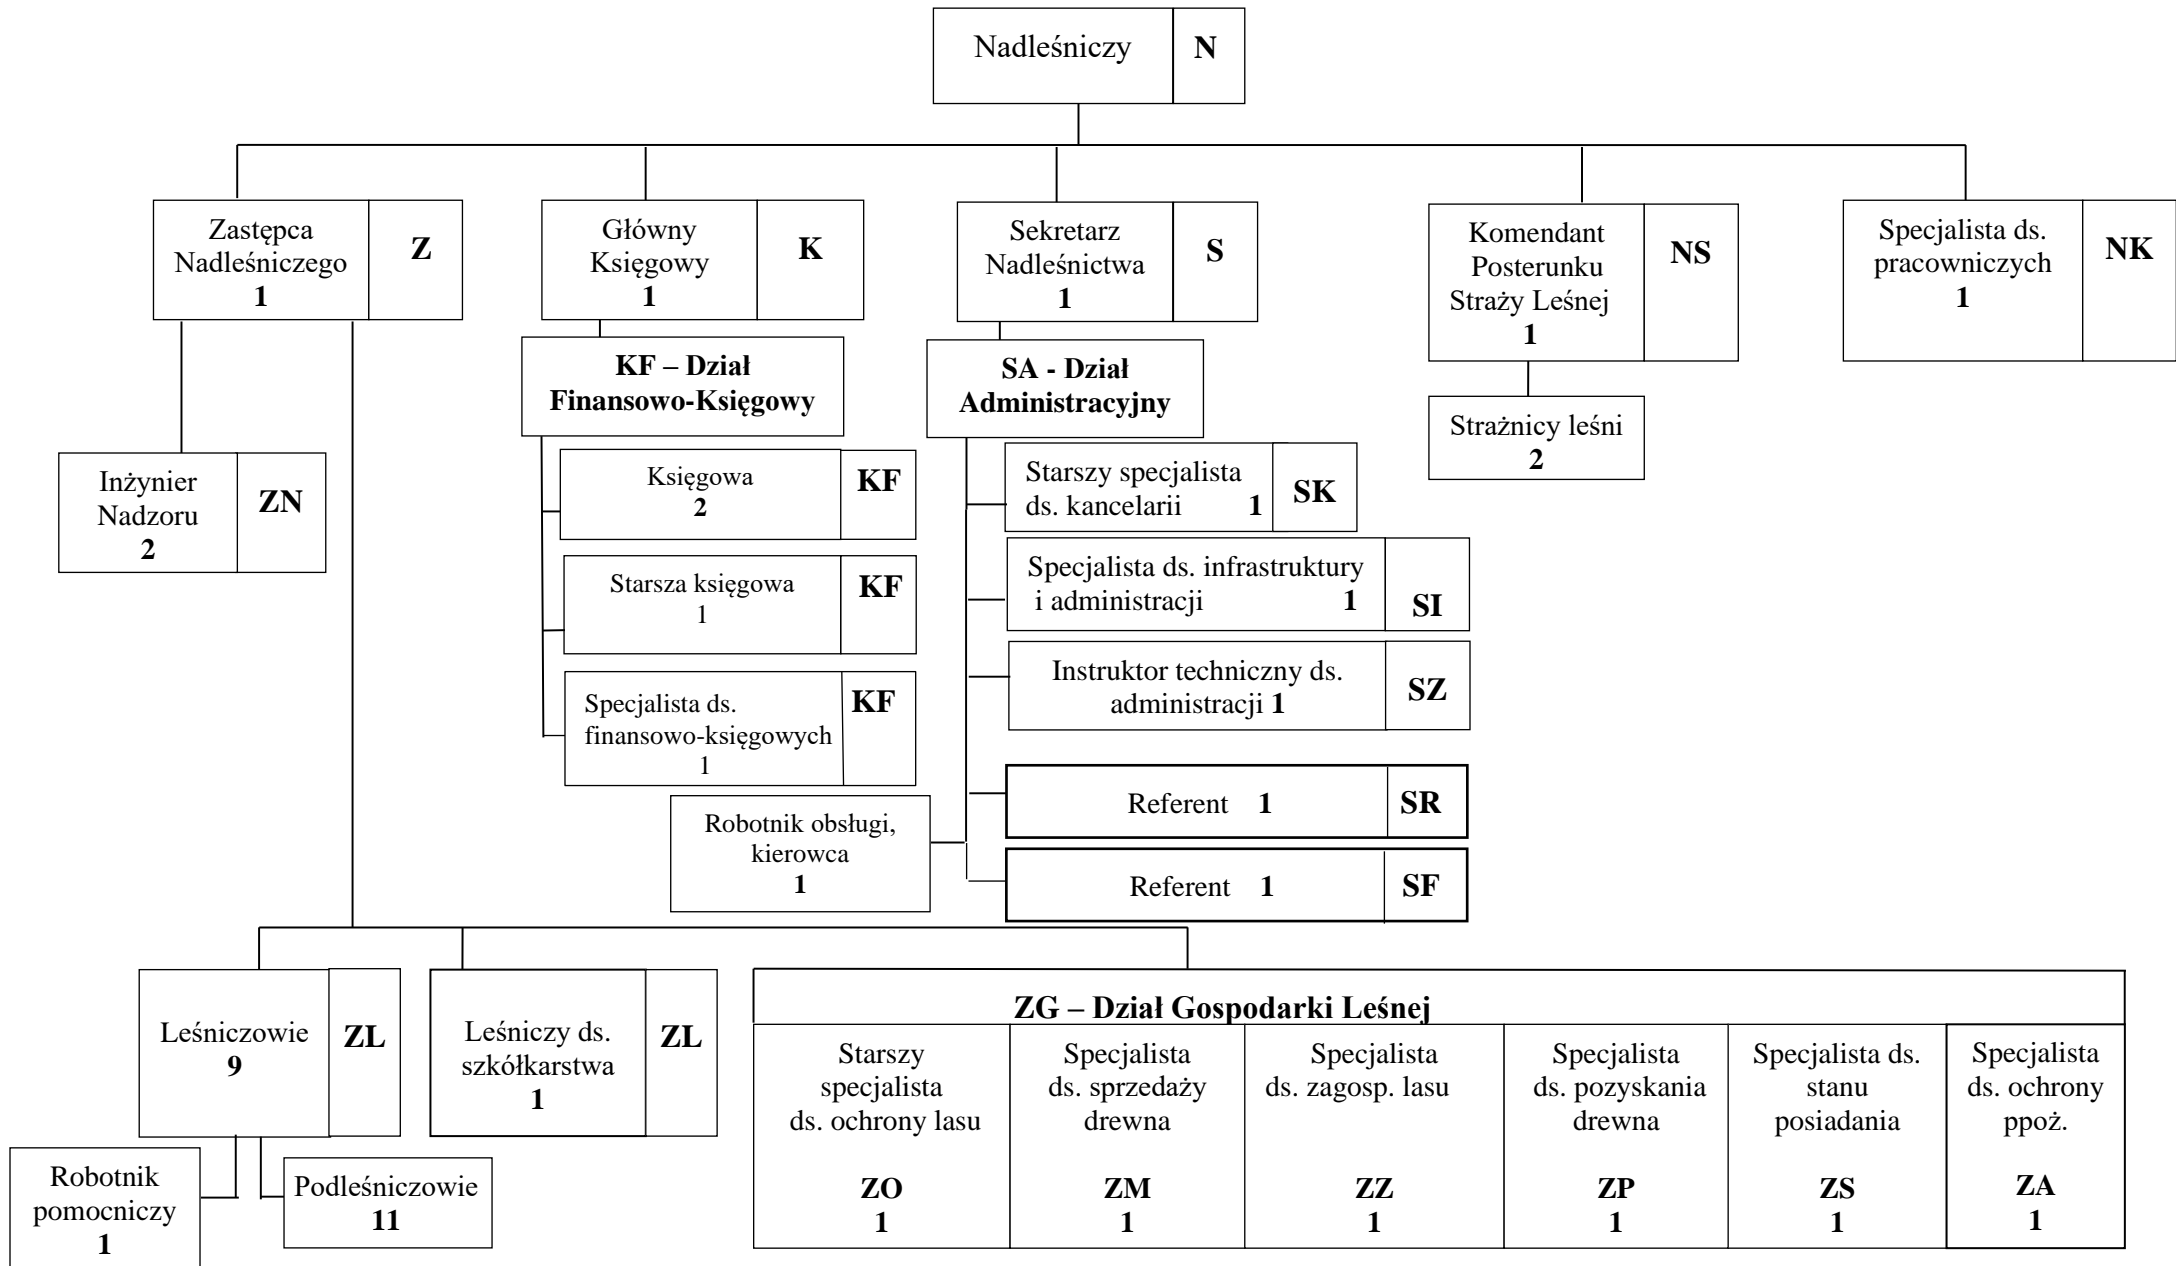 Nadleśniczy
N
Zastępca
Nadleśniczego
1
Z
Główny
Księgowy
1
K
Sekretarz
Nadleśnictwa
1
S
Komendant
Posterunku
Straży Leśnej
1
NS
Specjalista ds.
pracowniczych
1
NK
KF – Dział
Finansowo-Księgowy
SA - Dział
Administracyjny
Strażnicy leśni
2
Inżynier
Nadzoru
2
ZN
Księgowa
2
KF
Starsza księgowa
1
KF
Specjalista ds.
finansowo-księgowych
1
KF
Starszy specjalista
ds. kancelarii 1
SK
Specjalista ds. infrastruktury
i administracji 1
SI
Instruktor techniczny ds.
administracji 1
SZ
Referent 1
SR
Robotnik obsługi,
kierowca
1
Referent 1
SF
Leśniczowie
9
ZL
Leśniczy ds.
szkółkarstwa
1
ZL
ZG – Dział Gospodarki Leśnej
Starszy
specjalista
ds. ochrony lasu
ZO
1
Specjalista
ds. sprzedaży
drewna
ZM
1
Specjalista
ds. zagosp. lasu
ZZ
1
Specjalista
ds. pozyskania
drewna
ZP
1
Specjalista ds.
stanu
posiadania
ZS
1
Specjalista
ds. ochrony
ppoż.
ZA
1
Robotnik
pomocniczy
1
Podleśniczowie
11